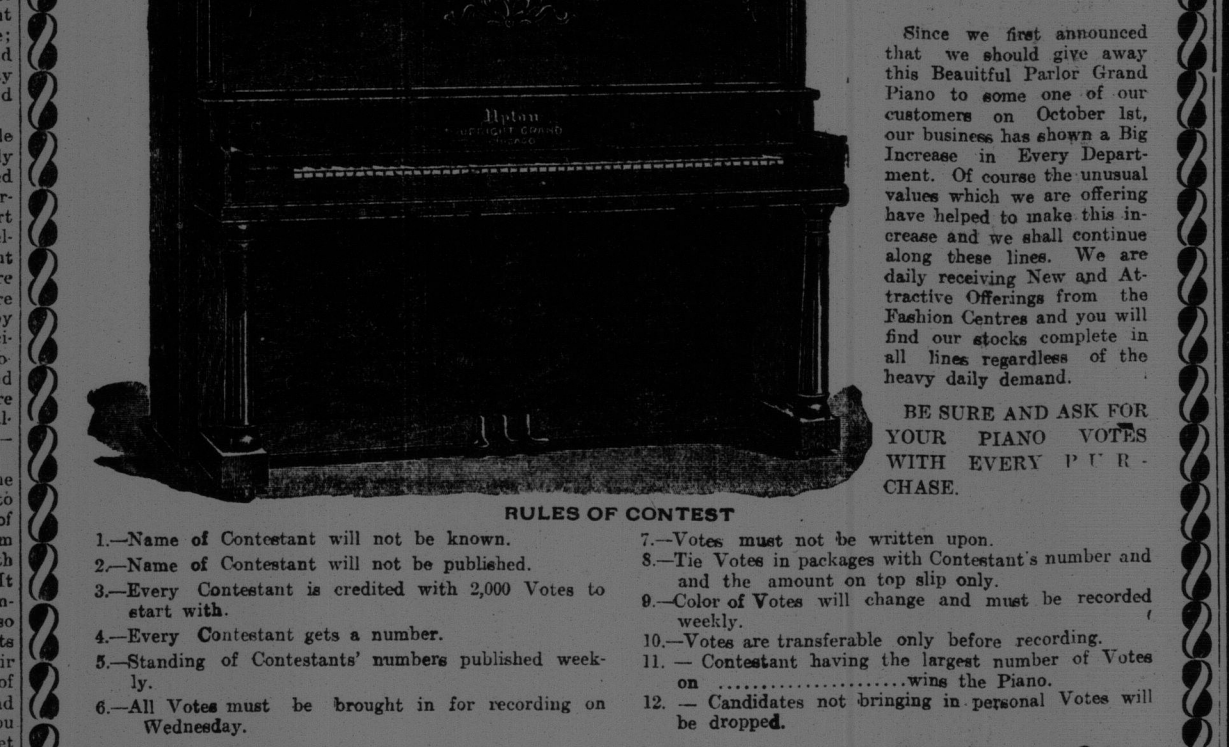 Upton
UPRIGHT GRAND
CHICAGO
Since we first announced
that we should give away
this Beauitful Parlor Grand
Piano to some one of our
customers on October 1st,
our business has shown a Big
Increase in Every Depart-
ment. Of course the unusual
values which we are offering
have helped to make this in-
crease and we shall continue
along these lines. We are
daily receiving New and At-
tractive Offerings from the
Fashion Centres and you will
find our stocks complete in
all lines regardless of the
heavy daily demand.
BE SURE AND ASK FOR
YOUR PIANO VOTES
WITH EVERY PUR-
CHASE.
RULES OF CONTEST
1.—Name of Contestant will not be known.
2.—Name of Contestant will not be published.
3.—Every Contestant is credited with 2,000 Votes to
start with.
4.—Every Contestant gets a number.
5.—Standing of Contestants' numbers published week-
ly.
6.—All Votes must be brought in for recording on
Wednesday.
7.—Votes must not be written upon.
8.—Tie Votes in packages with Contestant's number and
and the amount on top slip only.
9.—Color of Votes will change and must be recorded
weekly.
10.—Votes are transferable only before recording.
11. — Contestant having the largest number of Votes
on ......................wins the Piano.
12. — Candidates not bringing in personal Votes will
be dropped.